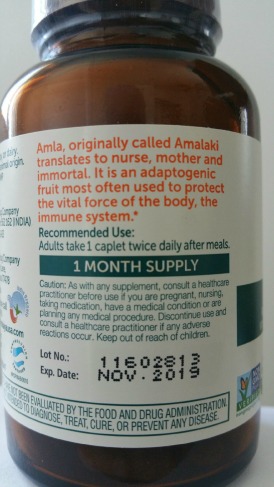 Amla, originally called Amalaki
translates to nurse, mother and
immortal. It is an adaptogenic
fruit most often used to protect
the vital force of the body, the
immune system.*
Recommended Use:
Adults take 1 caplet twice daily after meals.
1 MONTH SUPPLY
Caution: As with any supplement, consult a healthcare
practitioner before use if you are pregnant, nursing,
taking medication, have a medical condition or are
planning any medical procedure. Discontinue use and
consult a healthcare practitioner if any adverse
reactions occur. Keep out of reach of children.
Lot No.: 11602813
Exp. Date: NOV.2019
NOT BEEN EVALUATED BY THE FOOD AND DRUG ADMINISTRATION.
TO DIAGNOSE, TREAT, CURE, OR PREVENT ANY DISEASE.